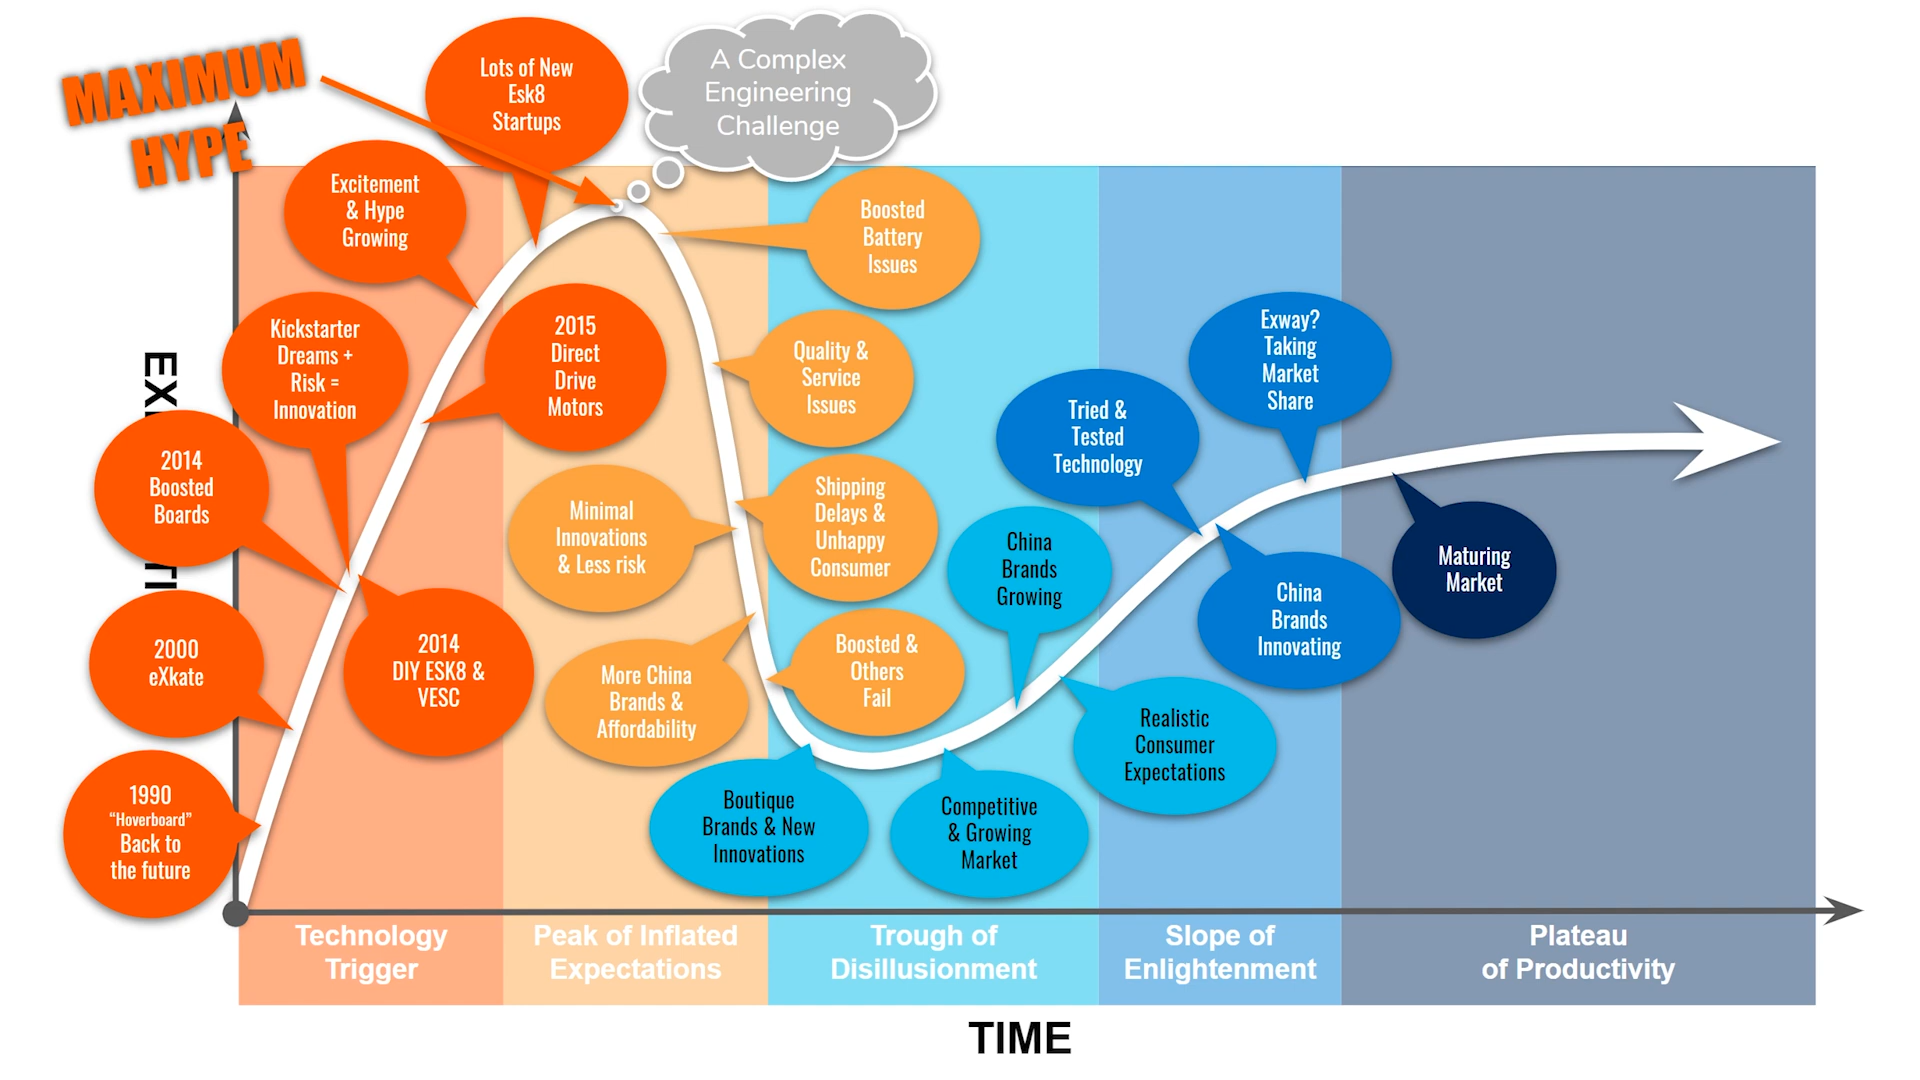 MAXIMUM
HYPE
Lots of New
Esk8
Startups
A Complex
Engineering
Challenge
Excitement
& Hype
Growing
Boosted
Battery
Issues
Kickstarter
Dreams +
Risk =
Innovation
2015
Direct
Drive
Motors
Quality &
Service
Issues
Exway?
Taking
Market
Share
Tried &
Tested
Technology
2014
Boosted
Boards
Minimal
Innovations
& Less risk
Shipping
Delays &
Unhappy
Consumer
China
Brands
Growing
Maturing
Market
2000
eXkate
2014
DIY ESK8 &
VESC
More China
Brands &
Affordability
Boosted &
Others
Fail
China
Brands
Innovating
Realistic
Consumer
Expectations
1990
“Hoverboard”
Back to
the future
Boutique
Brands & New
Innovations
Competitive
& Growing
Market
Technology
Trigger
Peak of Inflated
Expectations
Trough of
Disillusionment
Slope of
Enlightenment
Plateau
of Productivity
TIME